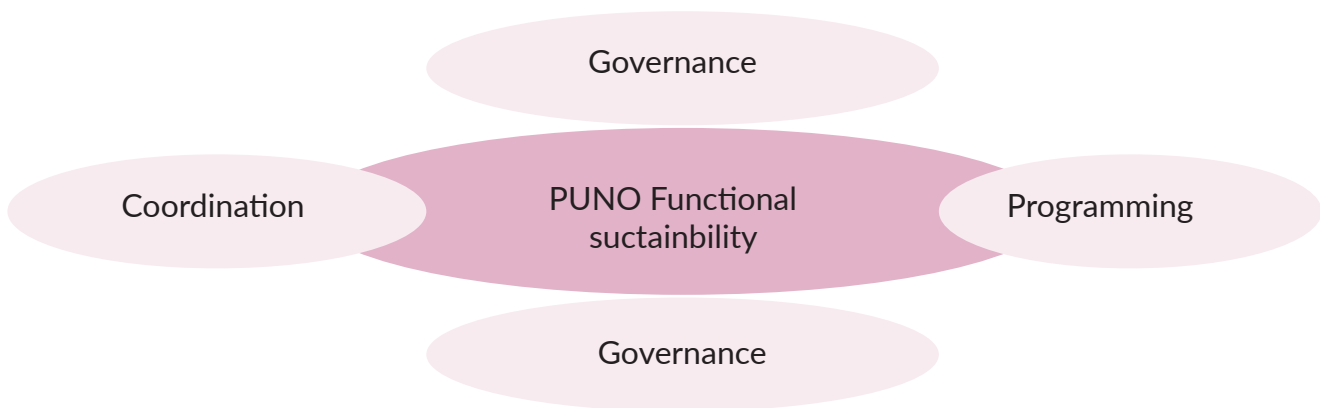 Governance
Coordination
PUNO Functional
suctainbility
Programming
Governance